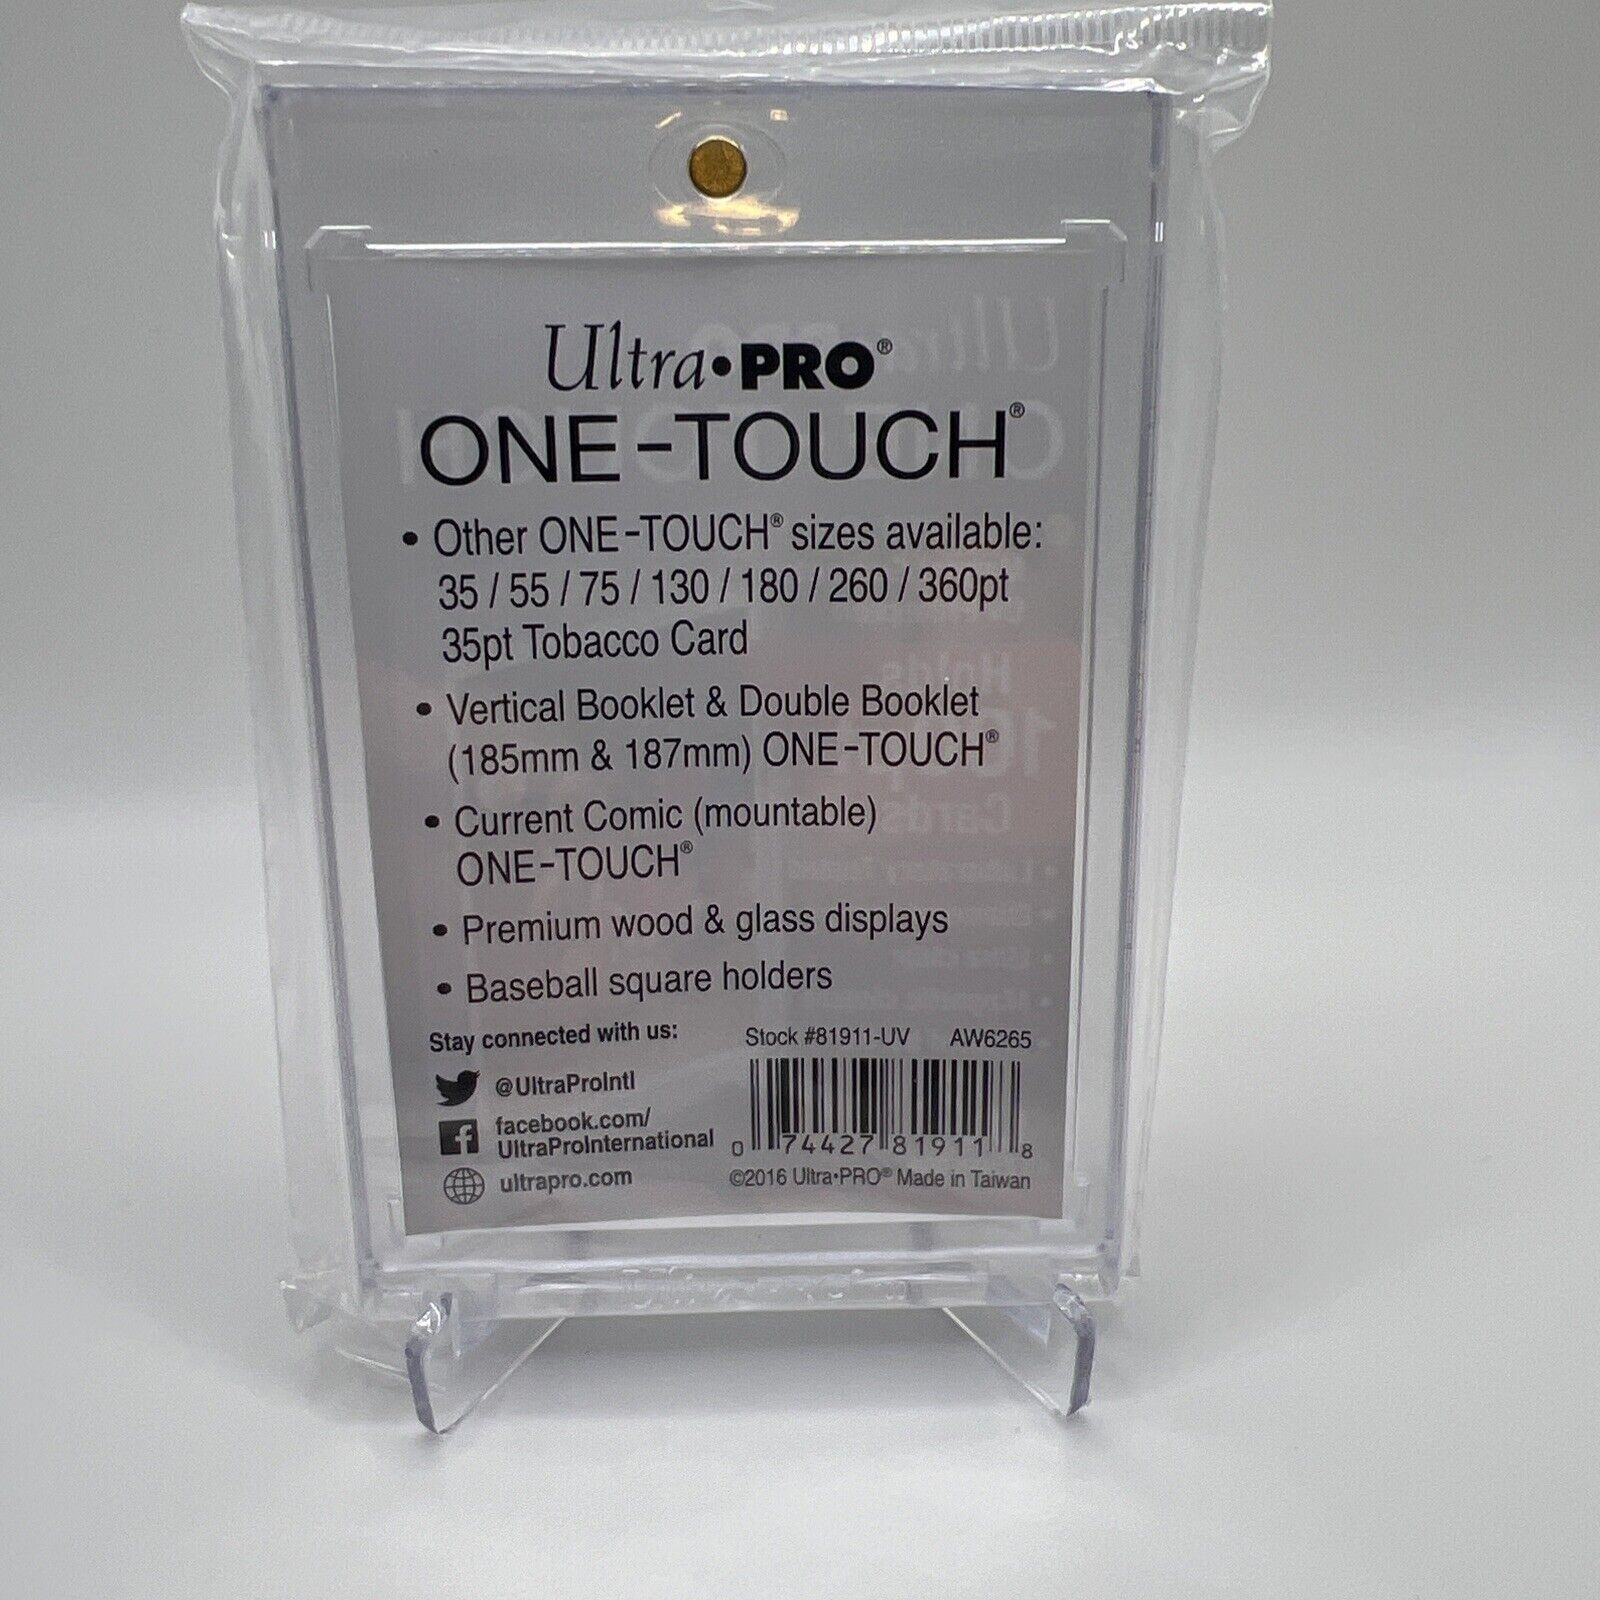 Ultra•PRO®
ONE-TOUCH®
• Other ONE-TOUCH® sizes available:
35 / 55 / 75 / 130 / 180 / 260 / 360pt
35pt Tobacco Card
• Vertical Booklet & Double Booklet
(185mm & 187mm) ONE-TOUCH®
• Current Comic (mountable)
ONE-TOUCH®
• Premium wood & glass displays
• Baseball square holders
Stay connected with us:
@UltraProIntl
facebook.com/
UltraProInternational
ultrapro.com
Stock #81911-UV AW6265
0 74427 81911 8
©2016 Ultra•PRO® Made in Taiwan